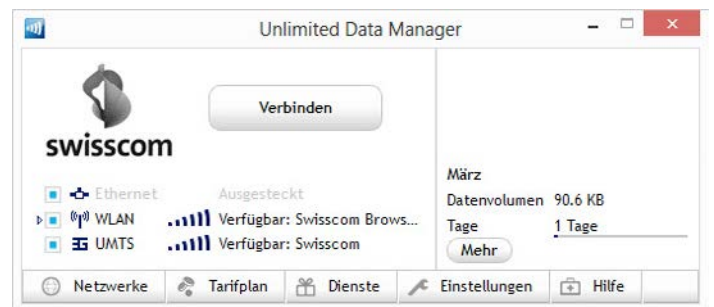 Unlimited Data Manager
Verbinden
swisscom
Ethernet Ausgesteckt
WLAN Verfügbar: Swisscom Brows...
3G UMTS Verfügbar: Swisscom
März
Datenvolumen 90.6 KB
Tage 1 Tage
Mehr
Netzwerke Tarifplan Dienste Einstellungen Hilfe